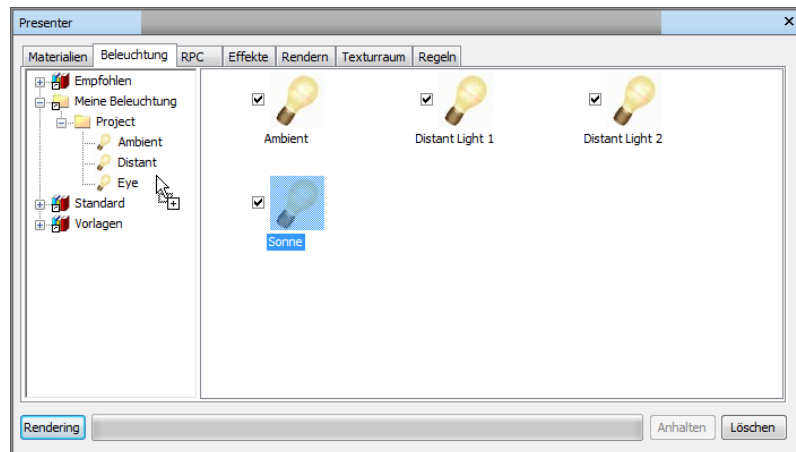 Presenter
Materialien Beleuchtung RPC Effekte Rendern Texturraum Regeln
Empfohlen
Meine Beleuchtung
Project
Ambient
Distant
Eye
Standard
Vorlagen
Ambient Distant Light 1 Distant Light 2
Sonne
Rendering Anhalten Löschen